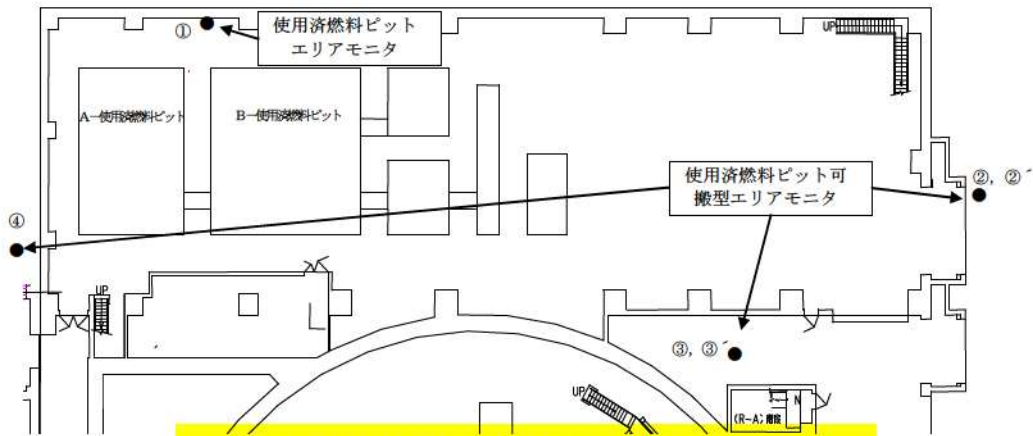 ①
使用済燃料ピット
エリアモニタ
UP
A－使用済燃料ピット
B－使用済燃料ピット
使用済燃料ピット可
搬型エリアモニタ
②, ②´
④
UP
③, ③´
UP
N
(R-A)階段